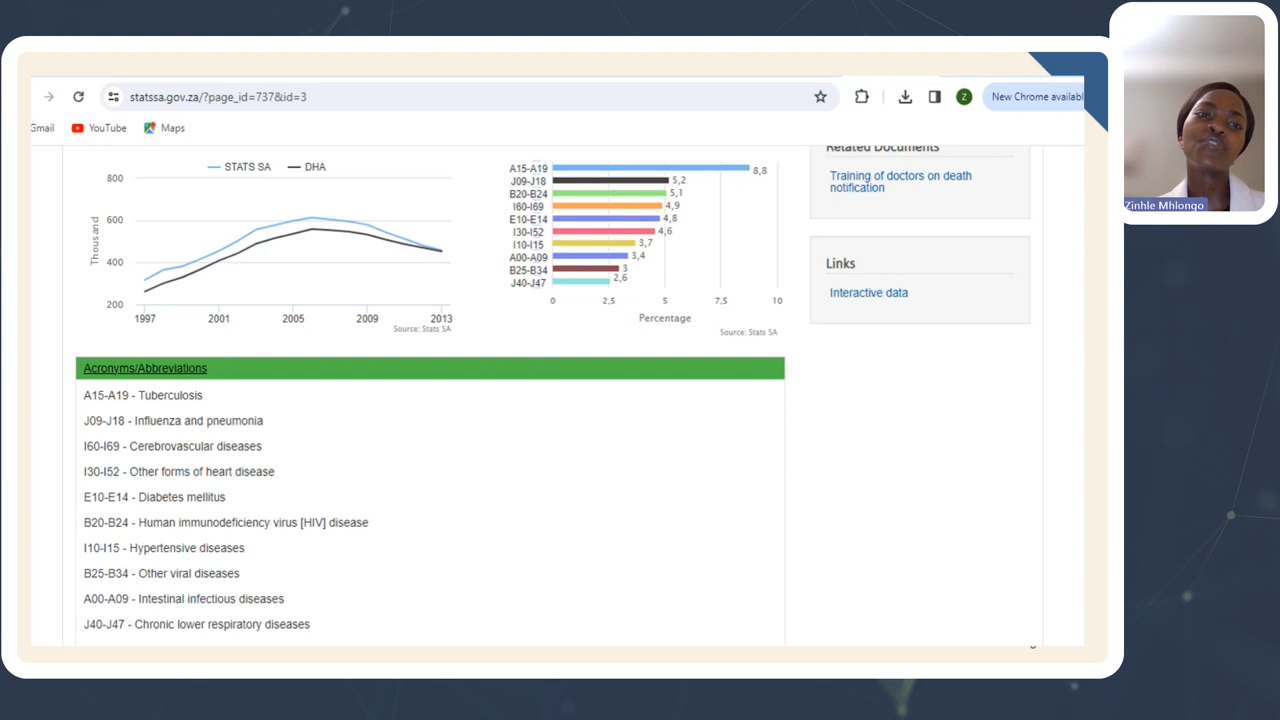 statssa.gov.za/?page_id=737&id=3
Z
New Chrome availabl
Gmail
YouTube
Maps
STATS SA
DHA
Thousand
800
600
400
200
1997
2001
2005
2009
2013
Source: Stats SA
A15-A19
8,8
J09-J18
5,2
B20-B24
5,1
I60-I69
4,9
E10-E14
4,8
I30-I52
4,6
I10-I15
3,7
A00-A09
3,4
B25-B34
3
J40-J47
2,6
0
2,5
5
7,5
10
Percentage
Source: Stats SA
Related Documents
Training of doctors on death
notification
Links
Interactive data
Acronyms/Abbreviations
A15-A19 - Tuberculosis
J09-J18 - Influenza and pneumonia
I60-I69 - Cerebrovascular diseases
I30-I52 - Other forms of heart disease
E10-E14 - Diabetes mellitus
B20-B24 - Human immunodeficiency virus [HIV] disease
I10-I15 - Hypertensive diseases
B25-B34 - Other viral diseases
A00-A09 - Intestinal infectious diseases
J40-J47 - Chronic lower respiratory diseases
Zinhle Mhlongo